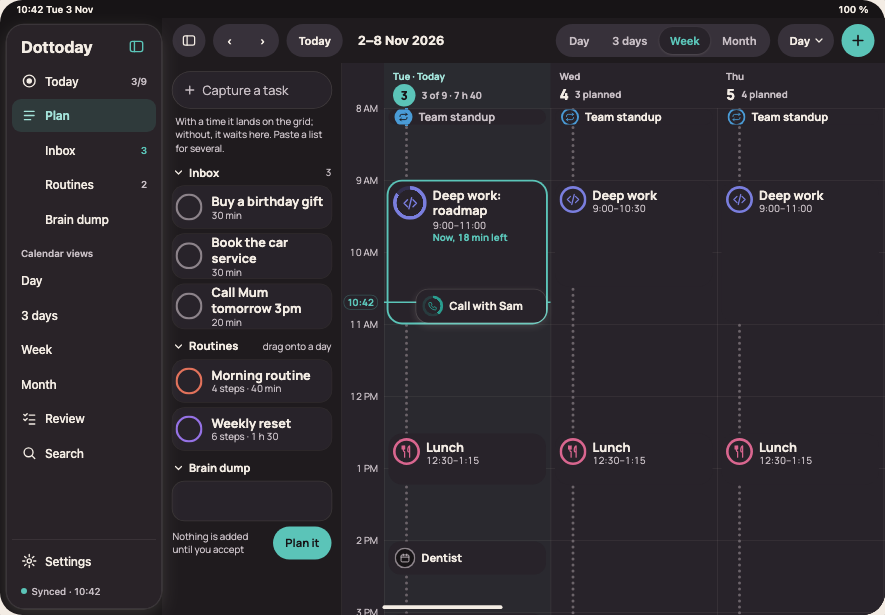 10:42 Tue 3 Nov
100 %
Dottoday
Today 3/9
Plan
Inbox 3
Routines 2
Brain dump
Calendar views
Day
3 days
Week
Month
Review
Search
Settings
Synced · 10:42
‹ ›
Today
2–8 Nov 2026
Day 3 days Week Month
Day
+
+ Capture a task
With a time it lands on the grid;
without, it waits here. Paste a list
for several.
Inbox 3
Buy a birthday gift
30 min
Book the car
service
30 min
Call Mum
tomorrow 3pm
20 min
Routines drag onto a day
Morning routine
4 steps · 40 min
Weekly reset
6 steps · 1 h 30
Brain dump
Nothing is added
until you accept
Plan it
Tue · Today
3 3 of 9 · 7 h 40
Wed
4 3 planned
Thu
5 4 planned
8 AM
9 AM
10 AM
10:42
11 AM
12 PM
1 PM
2 PM
3 PM
Team standup
Deep work:
roadmap
9:00–11:00
Now, 18 min left
Call with Sam
Lunch
12:30–1:15
Dentist
Team standup
Deep work
9:00–10:30
Lunch
12:30–1:15
Team standup
Deep work
9:00–11:00
Lunch
12:30–1:15